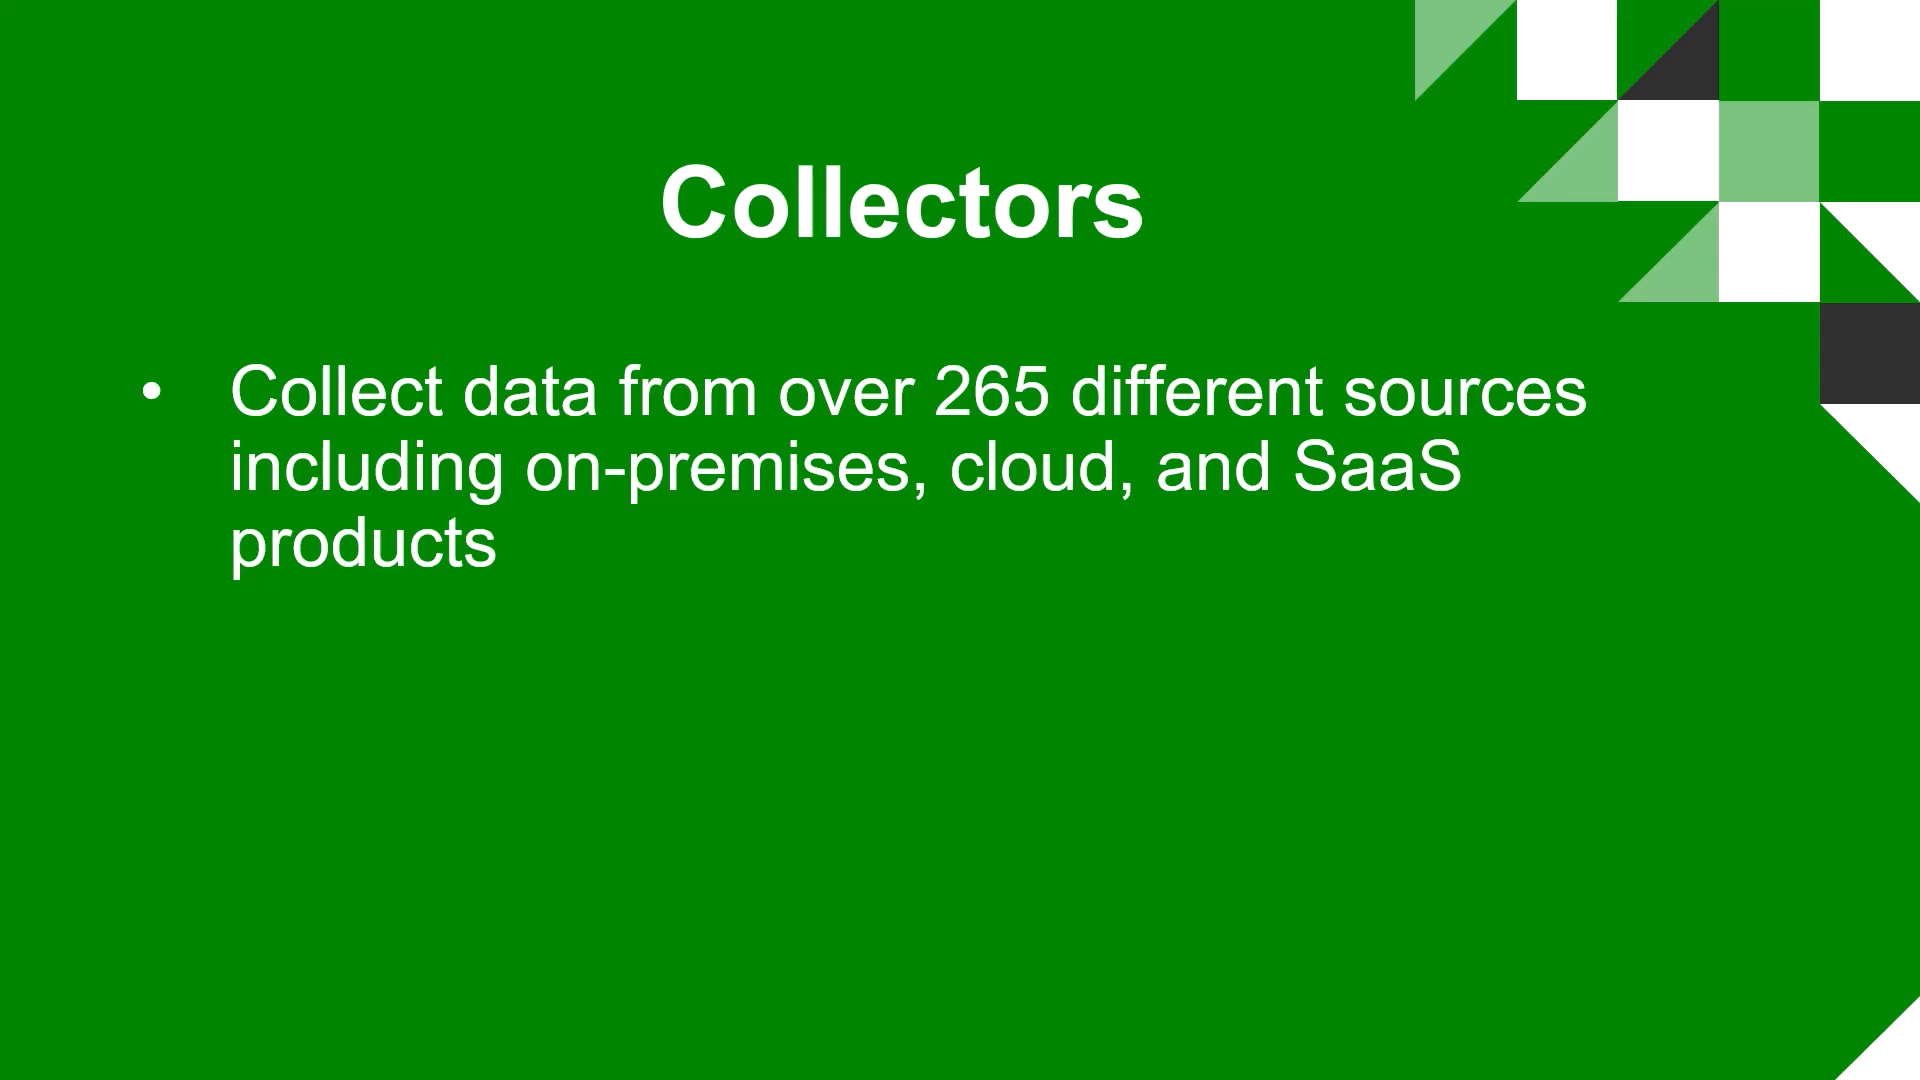 Collectors
• Collect data from over 265 different sources
including on-premises, cloud, and SaaS
products